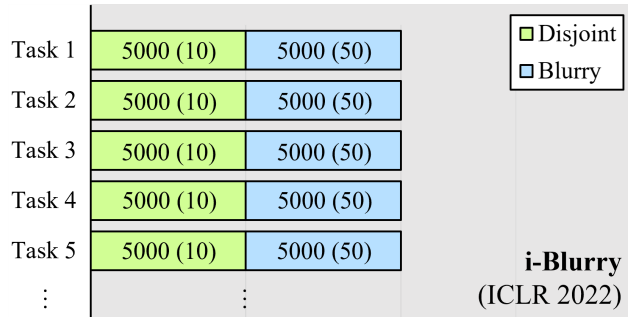 Disjoint
Blurry
Task 1 5000 (10) 5000 (50)
Task 2 5000 (10) 5000 (50)
Task 3 5000 (10) 5000 (50)
Task 4 5000 (10) 5000 (50)
Task 5 5000 (10) 5000 (50)
i-Blurry
(ICLR 2022)
⋮ ⋮